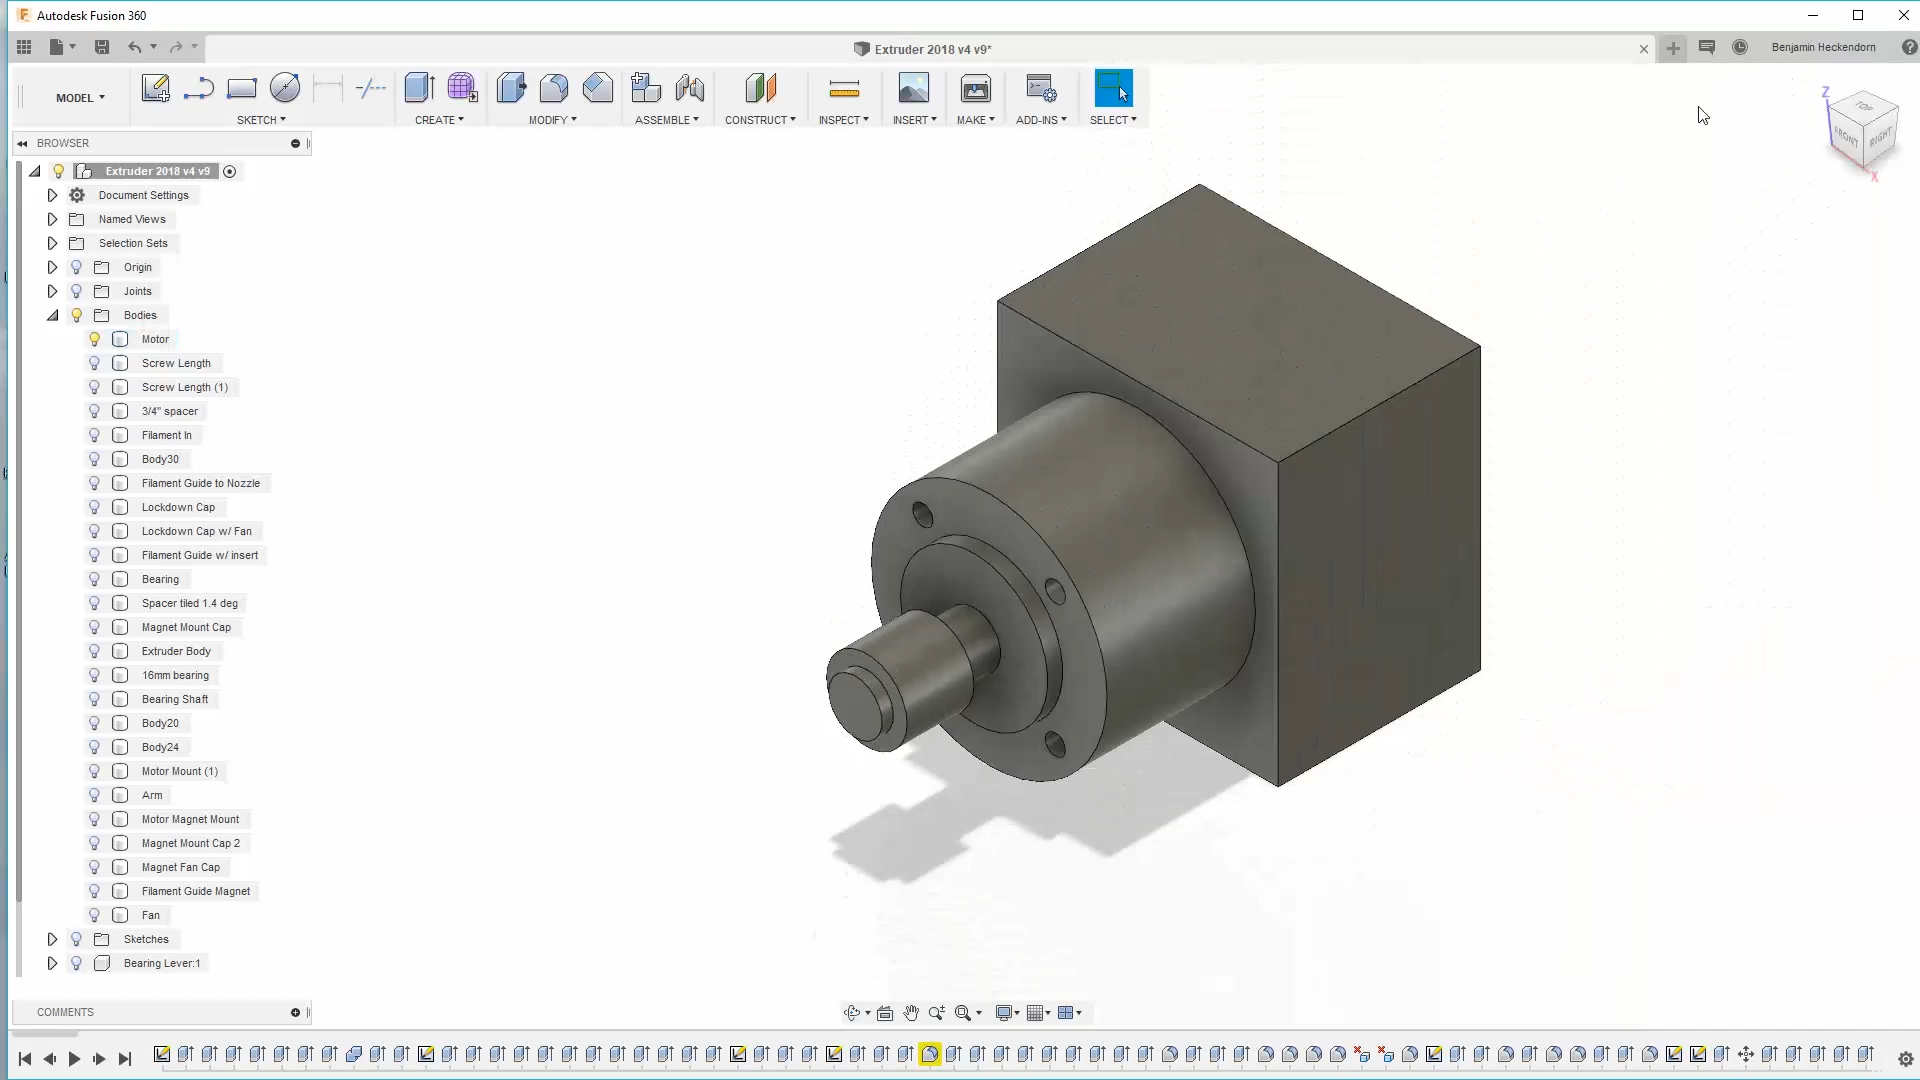 Autodesk Fusion 360
Extruder 2018 v4 v9*
Benjamin Heckendorn
MODEL
SKETCH
CREATE
MODIFY
ASSEMBLE
CONSTRUCT
INSPECT
INSERT
MAKE
ADD-INS
SELECT
Z
TOP
FRONT
RIGHT
X
BROWSER
Extruder 2018 v4 v9
Document Settings
Named Views
Selection Sets
Origin
Joints
Bodies
Motor
Screw Length
Screw Length (1)
3/4" spacer
Filament In
Body30
Filament Guide to Nozzle
Lockdown Cap
Lockdown Cap w/ Fan
Filament Guide w/ insert
Bearing
Spacer tiled 1.4 deg
Magnet Mount Cap
Extruder Body
16mm bearing
Bearing Shaft
Body20
Body24
Motor Mount (1)
Arm
Motor Magnet Mount
Magnet Mount Cap 2
Magnet Fan Cap
Filament Guide Magnet
Fan
Sketches
Bearing Lever:1
COMMENTS